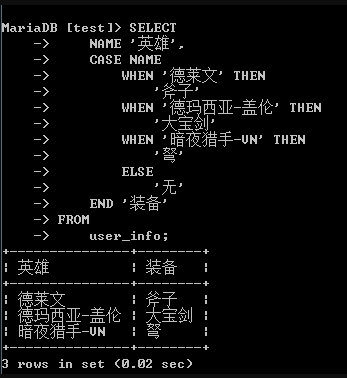 MariaDB [test]> SELECT
    ->     NAME '英雄',
    ->     CASE NAME
    ->         WHEN '德莱文' THEN
    ->             '斧子'
    ->         WHEN '德玛西亚-盖伦' THEN
    ->             '大宝剑'
    ->         WHEN '暗夜猎手-VN' THEN
    ->             '弩'
    ->         ELSE
    ->             '无'
    ->     END '装备'
    -> FROM
    ->     user_info;
+---------------+--------+
| 英雄          | 装备   |
+---------------+--------+
| 德莱文        | 斧子   |
| 德玛西亚-盖伦 | 大宝剑 |
| 暗夜猎手-VN   | 弩     |
+---------------+--------+
3 rows in set (0.02 sec)